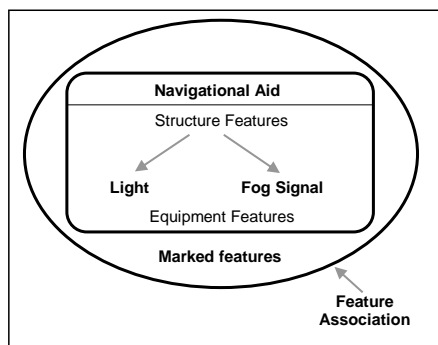 Navigational Aid
Structure Features
Light Fog Signal
Equipment Features
Marked features
Feature
Association